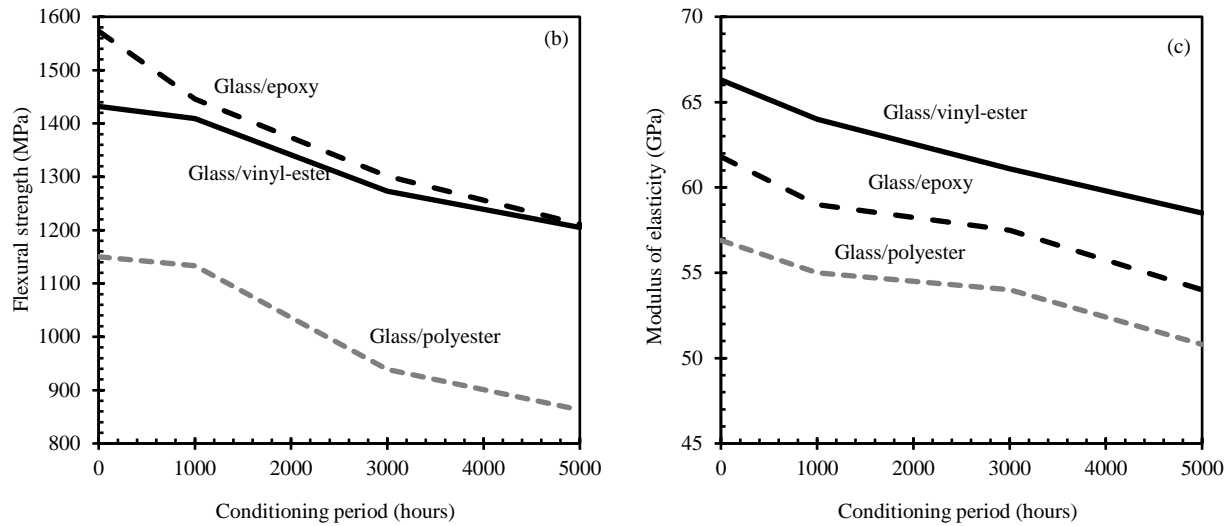 (b)
Flexural strength (MPa)
1600
1500
1400
1300
1200
1100
1000
900
800
Glass/epoxy
Glass/vinyl-ester
Glass/polyester
0 1000 2000 3000 4000 5000
Conditioning period (hours)
(c)
Modulus of elasticity (GPa)
70
65
60
55
50
45
Glass/vinyl-ester
Glass/epoxy
Glass/polyester
0 1000 2000 3000 4000 5000
Conditioning period (hours)